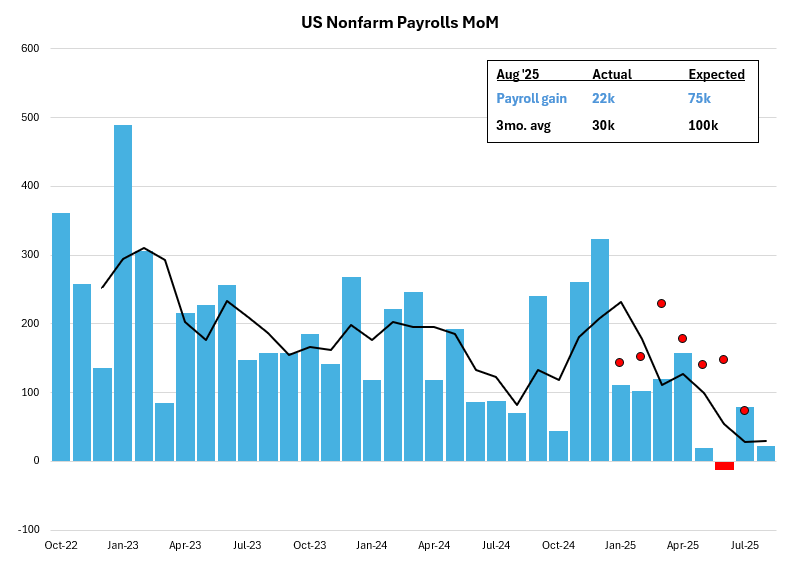 US Nonfarm Payrolls MoM
600
500
400
300
200
100
0
-100
Aug '25 Actual Expected
Payroll gain 22k 75k
3mo. avg 30k 100k
Oct-22 Jan-23 Apr-23 Jul-23 Oct-23 Jan-24 Apr-24 Jul-24 Oct-24 Jan-25 Apr-25 Jul-25